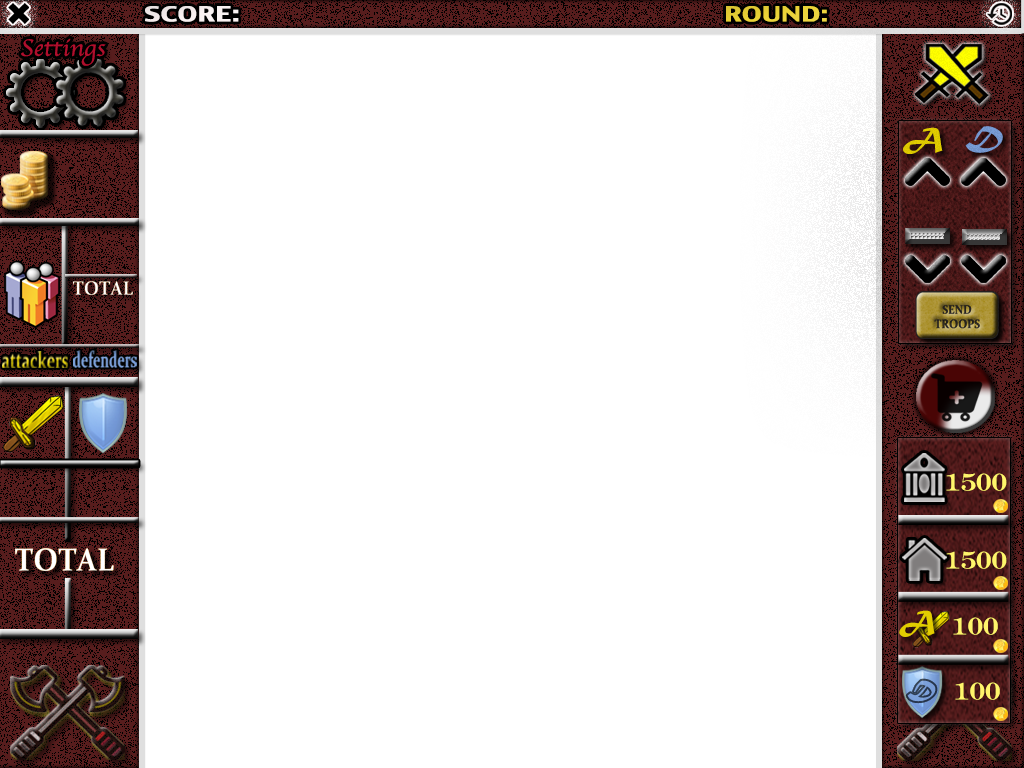 SCORE:
ROUND:
Settings
A D
TOTAL
SEND
TROOPS
attackers defenders
1500
TOTAL
1500
A 100
D 100